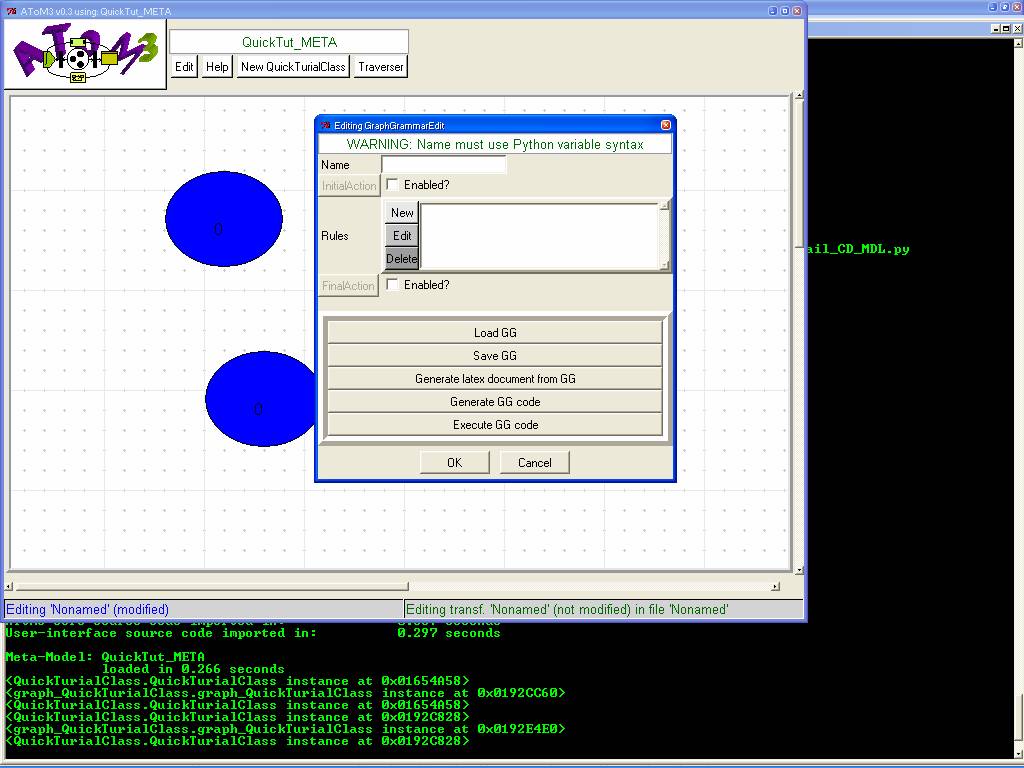 AToM3 v0.3 using: QuickTut_META
AToM3
QuickTut_META
Edit Help New QuickTurialClass Traverser
Editing GraphGrammarEdit
WARNING: Name must use Python variable syntax
Name
InitialAction Enabled?
New
Rules Edit
Delete
FinalAction Enabled?
Load GG
Save GG
Generate latex document from GG
Generate GG code
Execute GG code
OK Cancel
0
0
ail_CD_MDL.py
Editing 'Nonamed' (modified) Editing transf. 'Nonamed' (not modified) in file 'Nonamed'
User-interface source code imported in: 0.297 seconds
Meta-Model: QuickTut_META
loaded in 0.266 seconds
<QuickTurialClass.QuickTurialClass instance at 0x01654A58>
<graph_QuickTurialClass.graph_QuickTurialClass instance at 0x0192CC60>
<QuickTurialClass.QuickTurialClass instance at 0x01654A58>
<QuickTurialClass.QuickTurialClass instance at 0x0192C828>
<graph_QuickTurialClass.graph_QuickTurialClass instance at 0x0192E4E0>
<QuickTurialClass.QuickTurialClass instance at 0x0192C828>